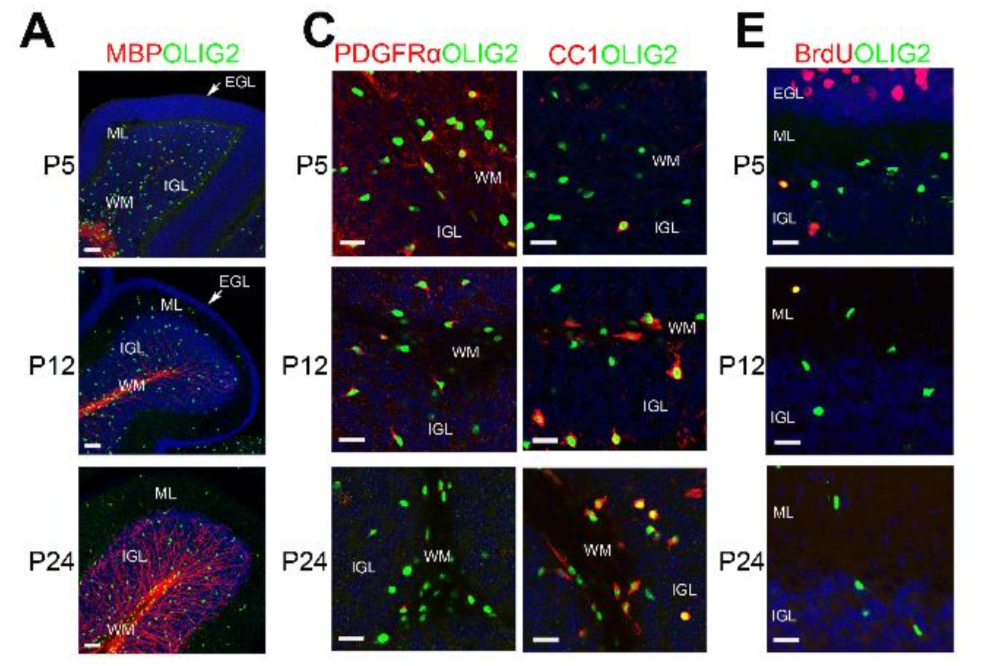 A
C
E
MBPOLIG2
PDGFRαOLIG2
CC1OLIG2
BrdUOLIG2
P5
EGL
ML
IGL
WM
P5
WM
IGL
WM
IGL
P5
EGL
ML
IGL
P12
EGL
ML
IGL
WM
P12
WM
IGL
WM
IGL
P12
ML
IGL
P24
ML
IGL
WM
P24
WM
IGL
WM
IGL
P24
ML
IGL